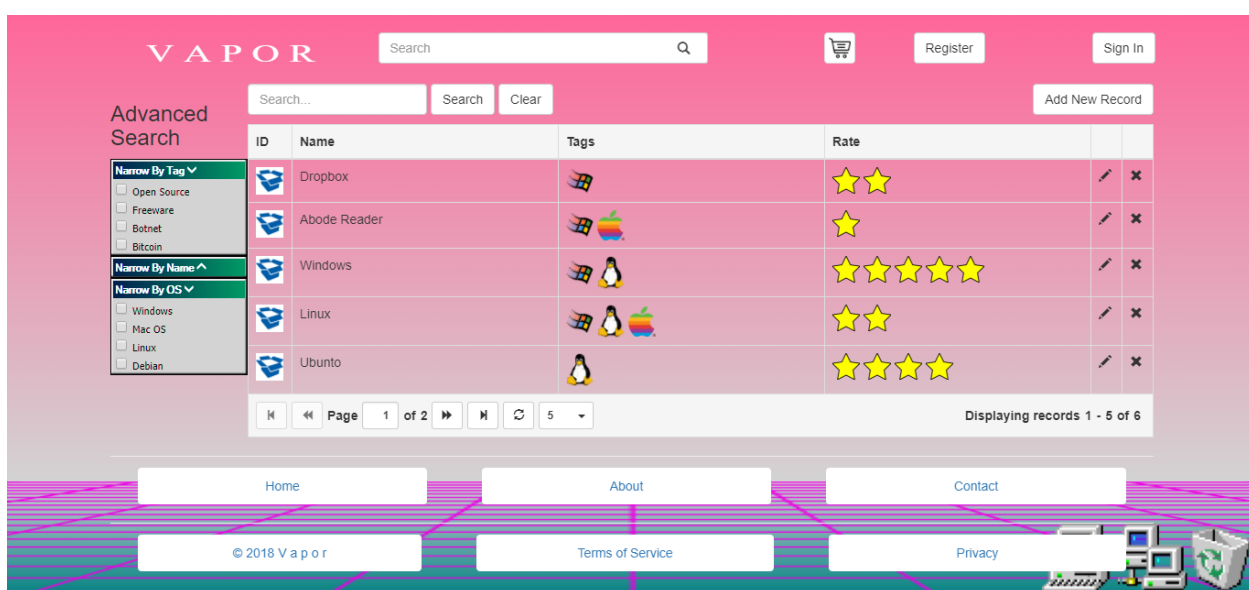 V A P O R
Search
Register
Sign In
Advanced
Search
Search...
Search
Clear
Add New Record
Narrow By Tag
Open Source
Freeware
Botnet
Bitcoin
Narrow By Name
Narrow By OS
Windows
Mac OS
Linux
Debian
ID Name Tags Rate
Dropbox
Abode Reader
Windows
Linux
Ubunto
Page 1 of 2
5
Displaying records 1 - 5 of 6
Home About Contact
© 2018 V a p o r Terms of Service Privacy